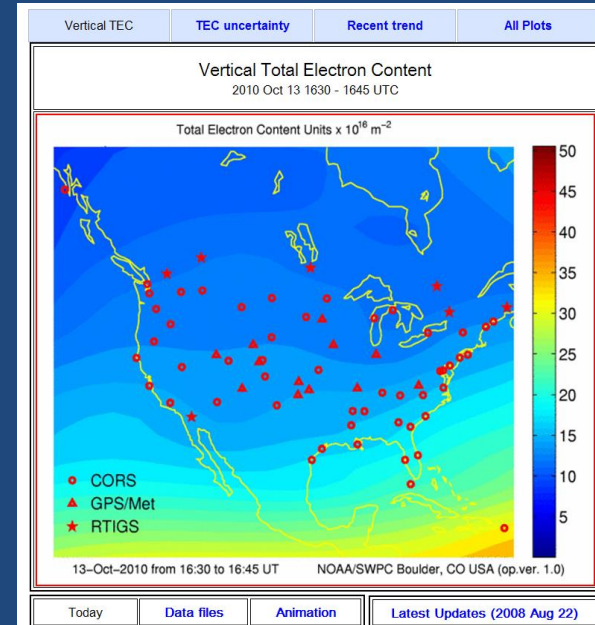 Vertical TEC TEC uncertainty Recent trend All Plots
Vertical Total Electron Content
2010 Oct 13 1630 - 1645 UTC
Total Electron Content Units x 10¹⁶ m⁻²
50
45
40
35
30
25
20
15
10
5
CORS
GPS/Met
RTIGS
13-Oct-2010 from 16:30 to 16:45 UT NOAA/SWPC Boulder, CO USA (op.ver. 1.0)
Today Data files Animation Latest Updates (2008 Aug 22)